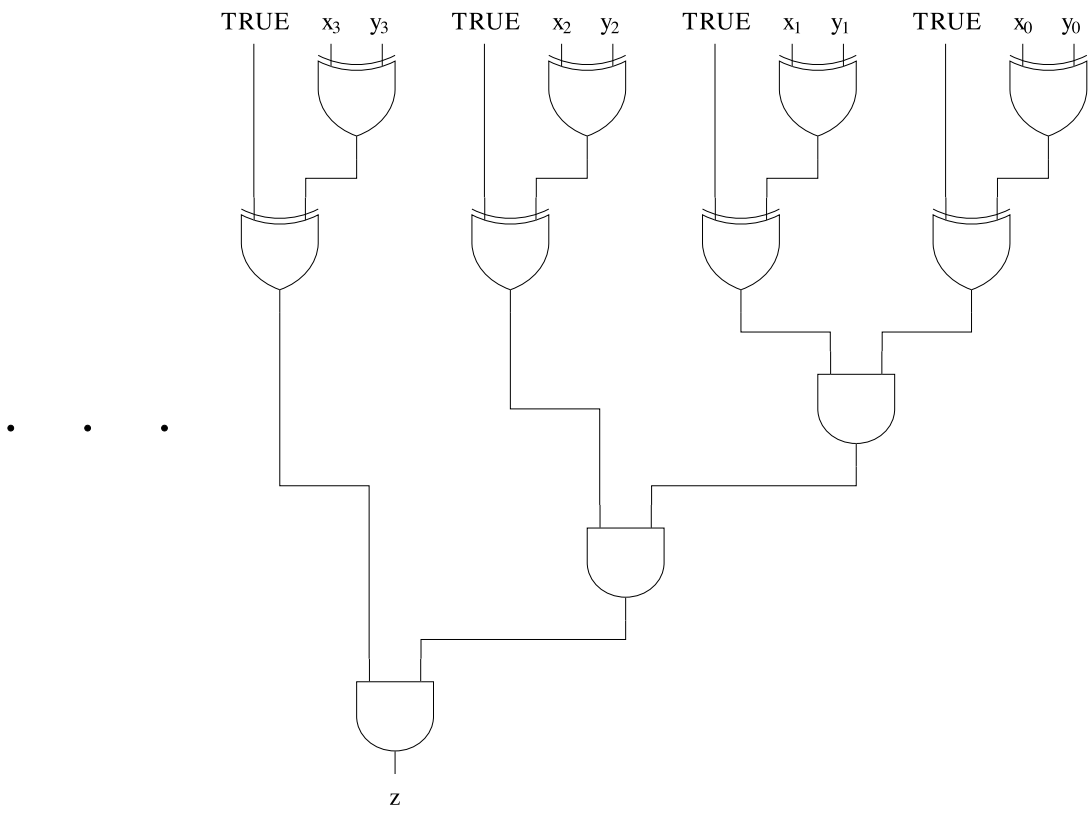 TRUE x₃ y₃ TRUE x₂ y₂ TRUE x₁ y₁ TRUE x₀ y₀
. . .
z